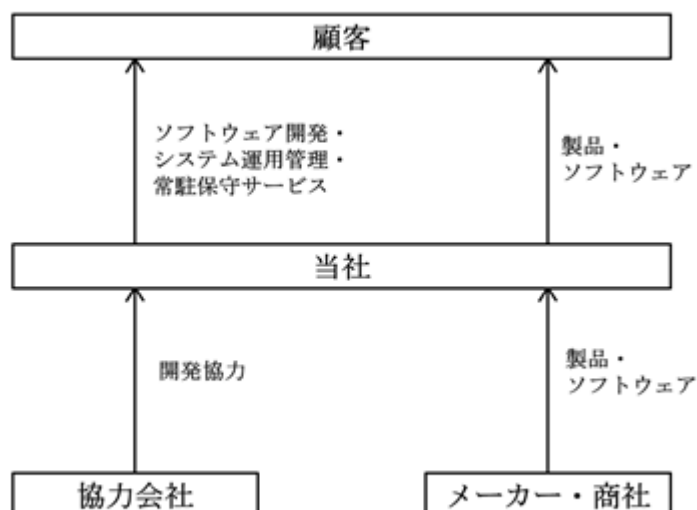 顧客
ソフトウェア開発・
システム運用管理・
常駐保守サービス
製品・
ソフトウェア
当社
開発協力
製品・
ソフトウェア
協力会社
メーカー・商社